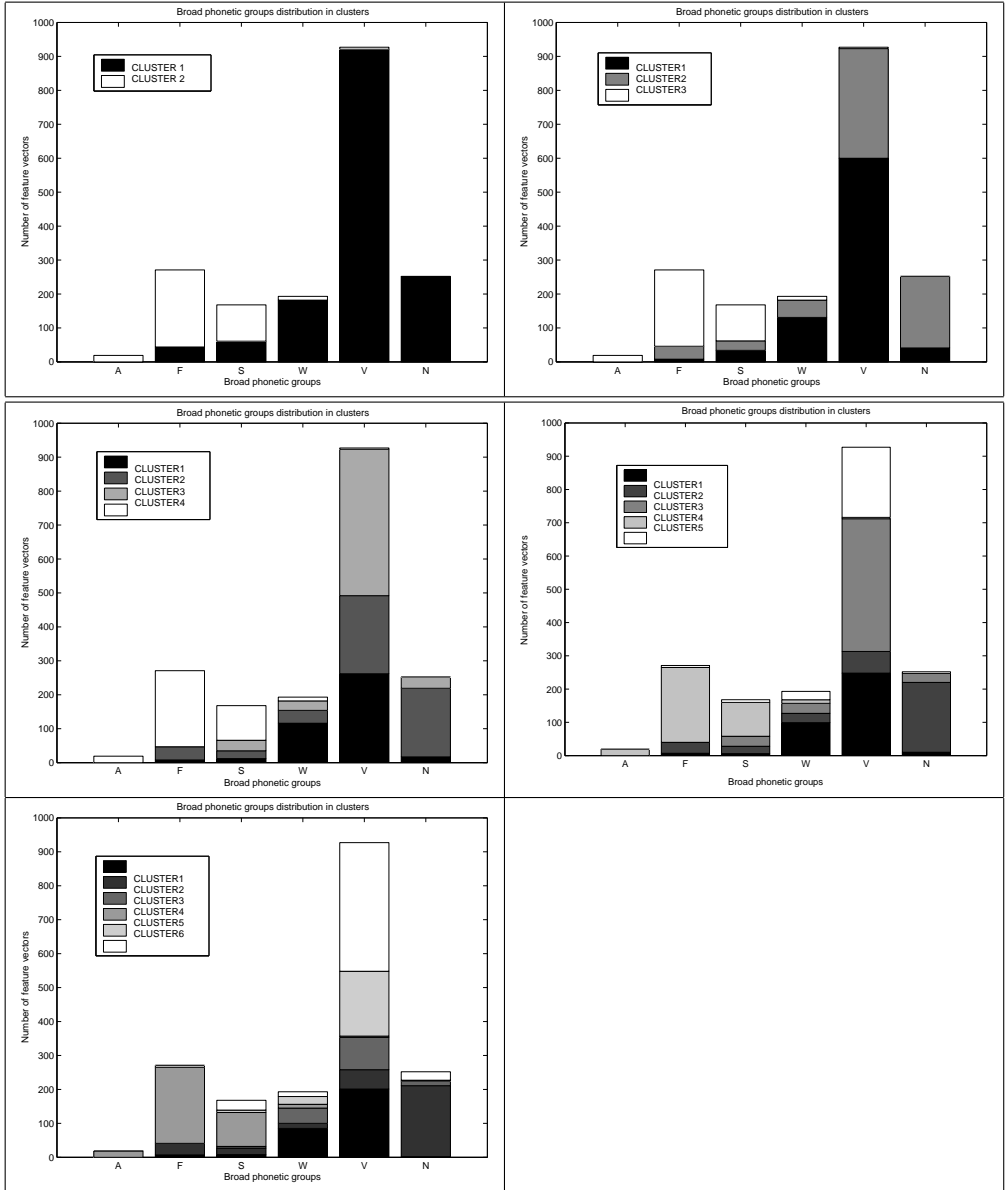 Broad phonetic groups distribution in clusters
1000
900
800
700
600
500
400
300
200
100
0
Number of feature vectors
CLUSTER 1
CLUSTER 2
A F S W V N
Broad phonetic groups
Broad phonetic groups distribution in clusters
1000
900
800
700
600
500
400
300
200
100
0
Number of feature vectors
CLUSTER1
CLUSTER2
CLUSTER3
A F S W V N
Broad phonetic groups
Broad phonetic groups distribution in clusters
1000
900
800
700
600
500
400
300
200
100
0
Number of feature vectors
CLUSTER1
CLUSTER2
CLUSTER3
CLUSTER4
A F S W V N
Broad phonetic groups
Broad phonetic groups distribution in clusters
1000
900
800
700
600
500
400
300
200
100
0
Number of feature vectors
CLUSTER1
CLUSTER2
CLUSTER3
CLUSTER4
CLUSTER5
A F S W V N
Broad phonetic groups
Broad phonetic groups distribution in clusters
1000
900
800
700
600
500
400
300
200
100
0
Number of feature vectors
CLUSTER1
CLUSTER2
CLUSTER3
CLUSTER4
CLUSTER5
CLUSTER6
A F S W V N
Broad phonetic groups